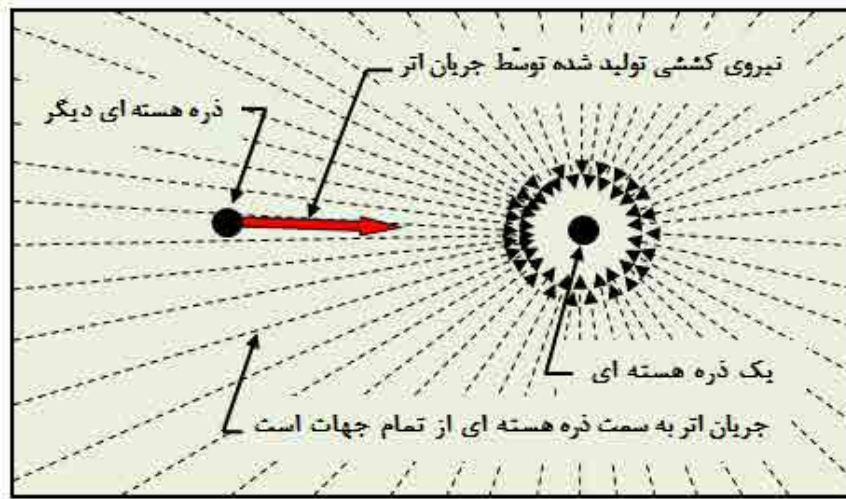 نیروی کششی تولید شده توسّط جریان اتر
ذره هسته ای دیگر
یک ذره هسته ای
جریان اتر به سمت ذره هسته ای از تمام جهات است